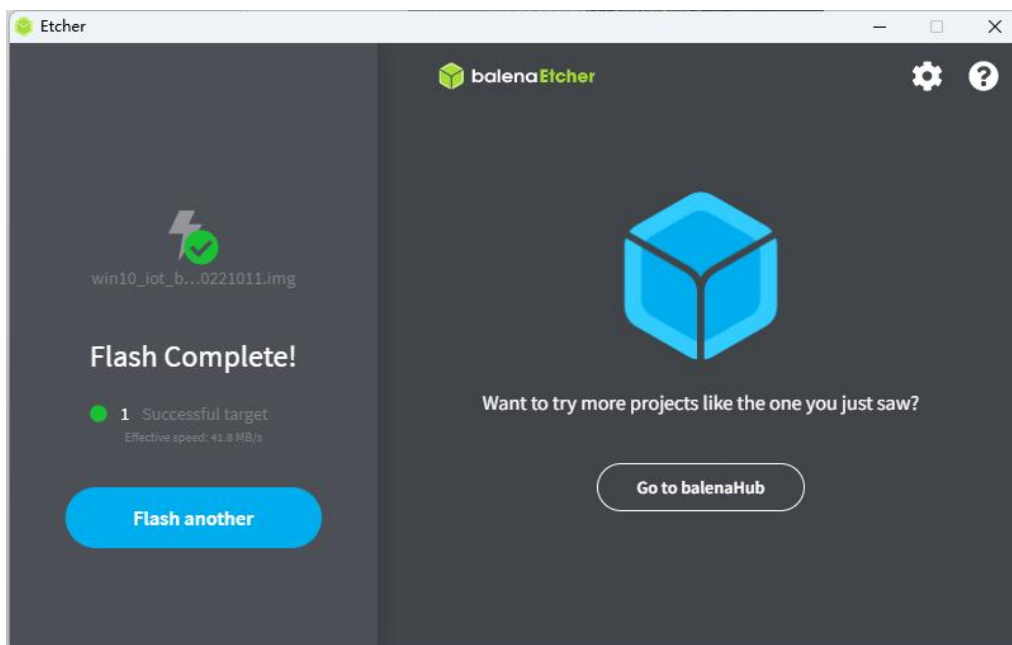 Etcher
balenaEtcher
win10_iot_b...0221011.img
Flash Complete!
1 Successful target
Effective speed: 41.8 MB/s
Flash another
Want to try more projects like the one you just saw?
Go to balenaHub